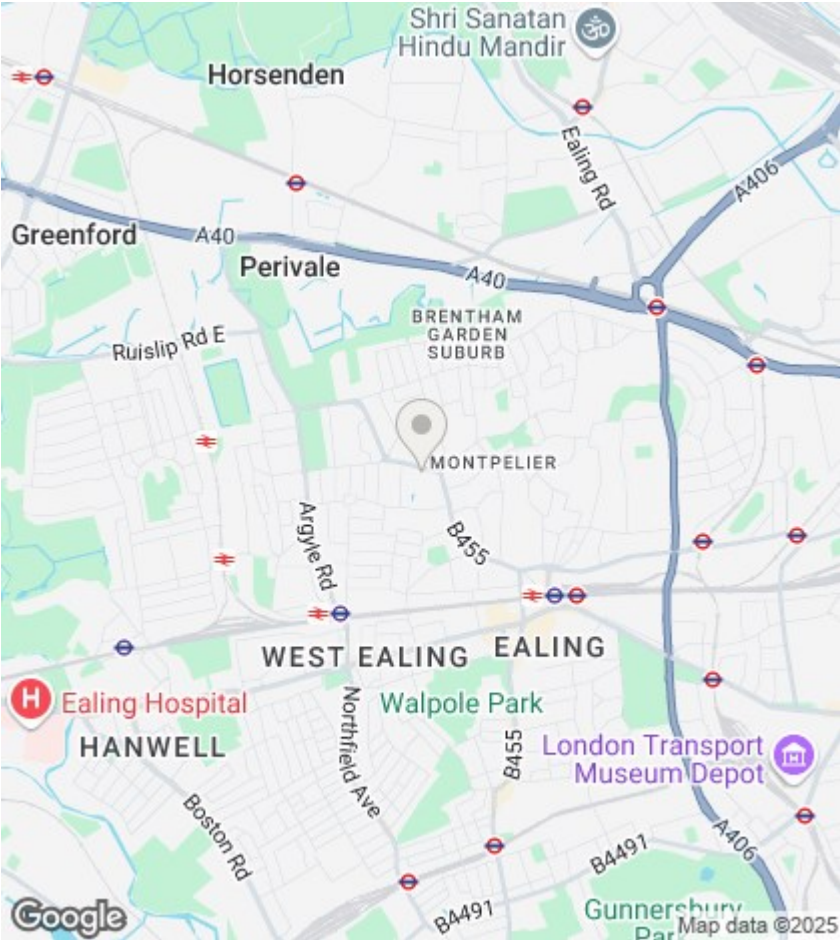 Shri Sanatan
Hindu Mandir
Horsenden
Ealing Rd
A406
Greenford
A40
Perivale
A40
BRENTHAM
GARDEN
SUBURB
Ruislip Rd E
MONTPELIER
Argyle Rd
B455
WEST EALING
EALING
H
Ealing Hospital
Walpole Park
HANWELL
Northfield Ave
B455
London Transport
Museum Depot
Boston Rd
A406
B4491
B4491
Gunnersbury
Park
Google
Map data ©2025